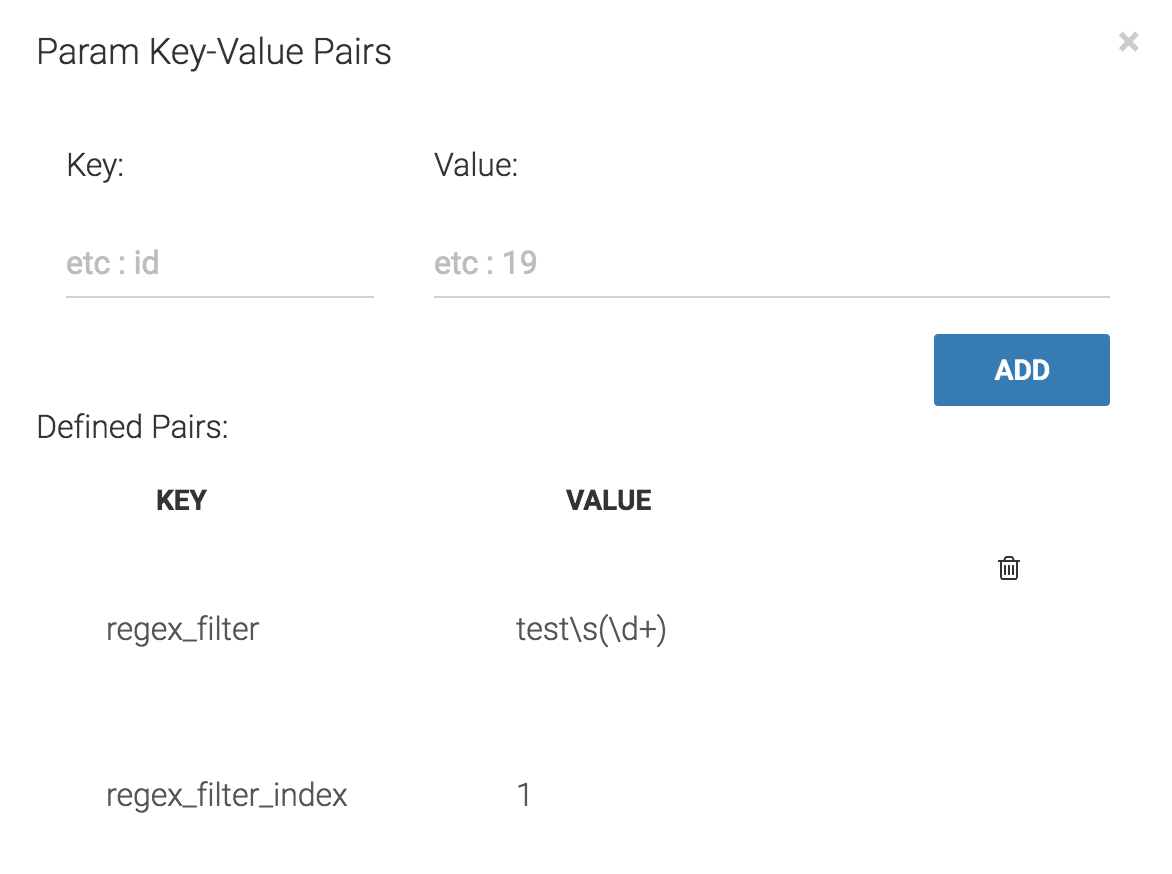 Param Key-Value Pairs
×
Key: Value:
etc : id etc : 19
ADD
Defined Pairs:
KEY VALUE
regex_filter test\s(\d+)
regex_filter_index 1